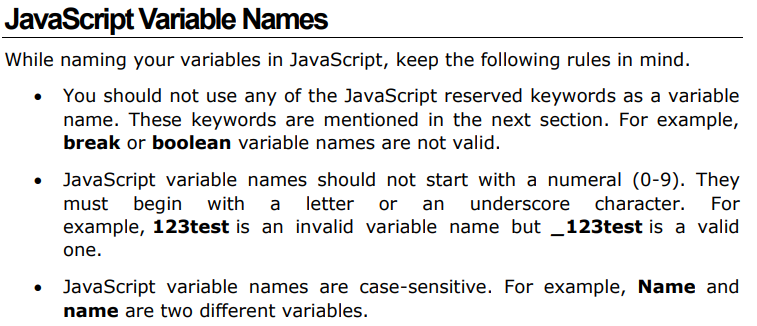 JavaScript Variable Names
While naming your variables in JavaScript, keep the following rules in mind.
• You should not use any of the JavaScript reserved keywords as a variable
name. These keywords are mentioned in the next section. For example,
break or boolean variable names are not valid.
• JavaScript variable names should not start with a numeral (0-9). They
must begin with a letter or an underscore character. For
example, 123test is an invalid variable name but _123test is a valid
one.
• JavaScript variable names are case-sensitive. For example, Name and
name are two different variables.